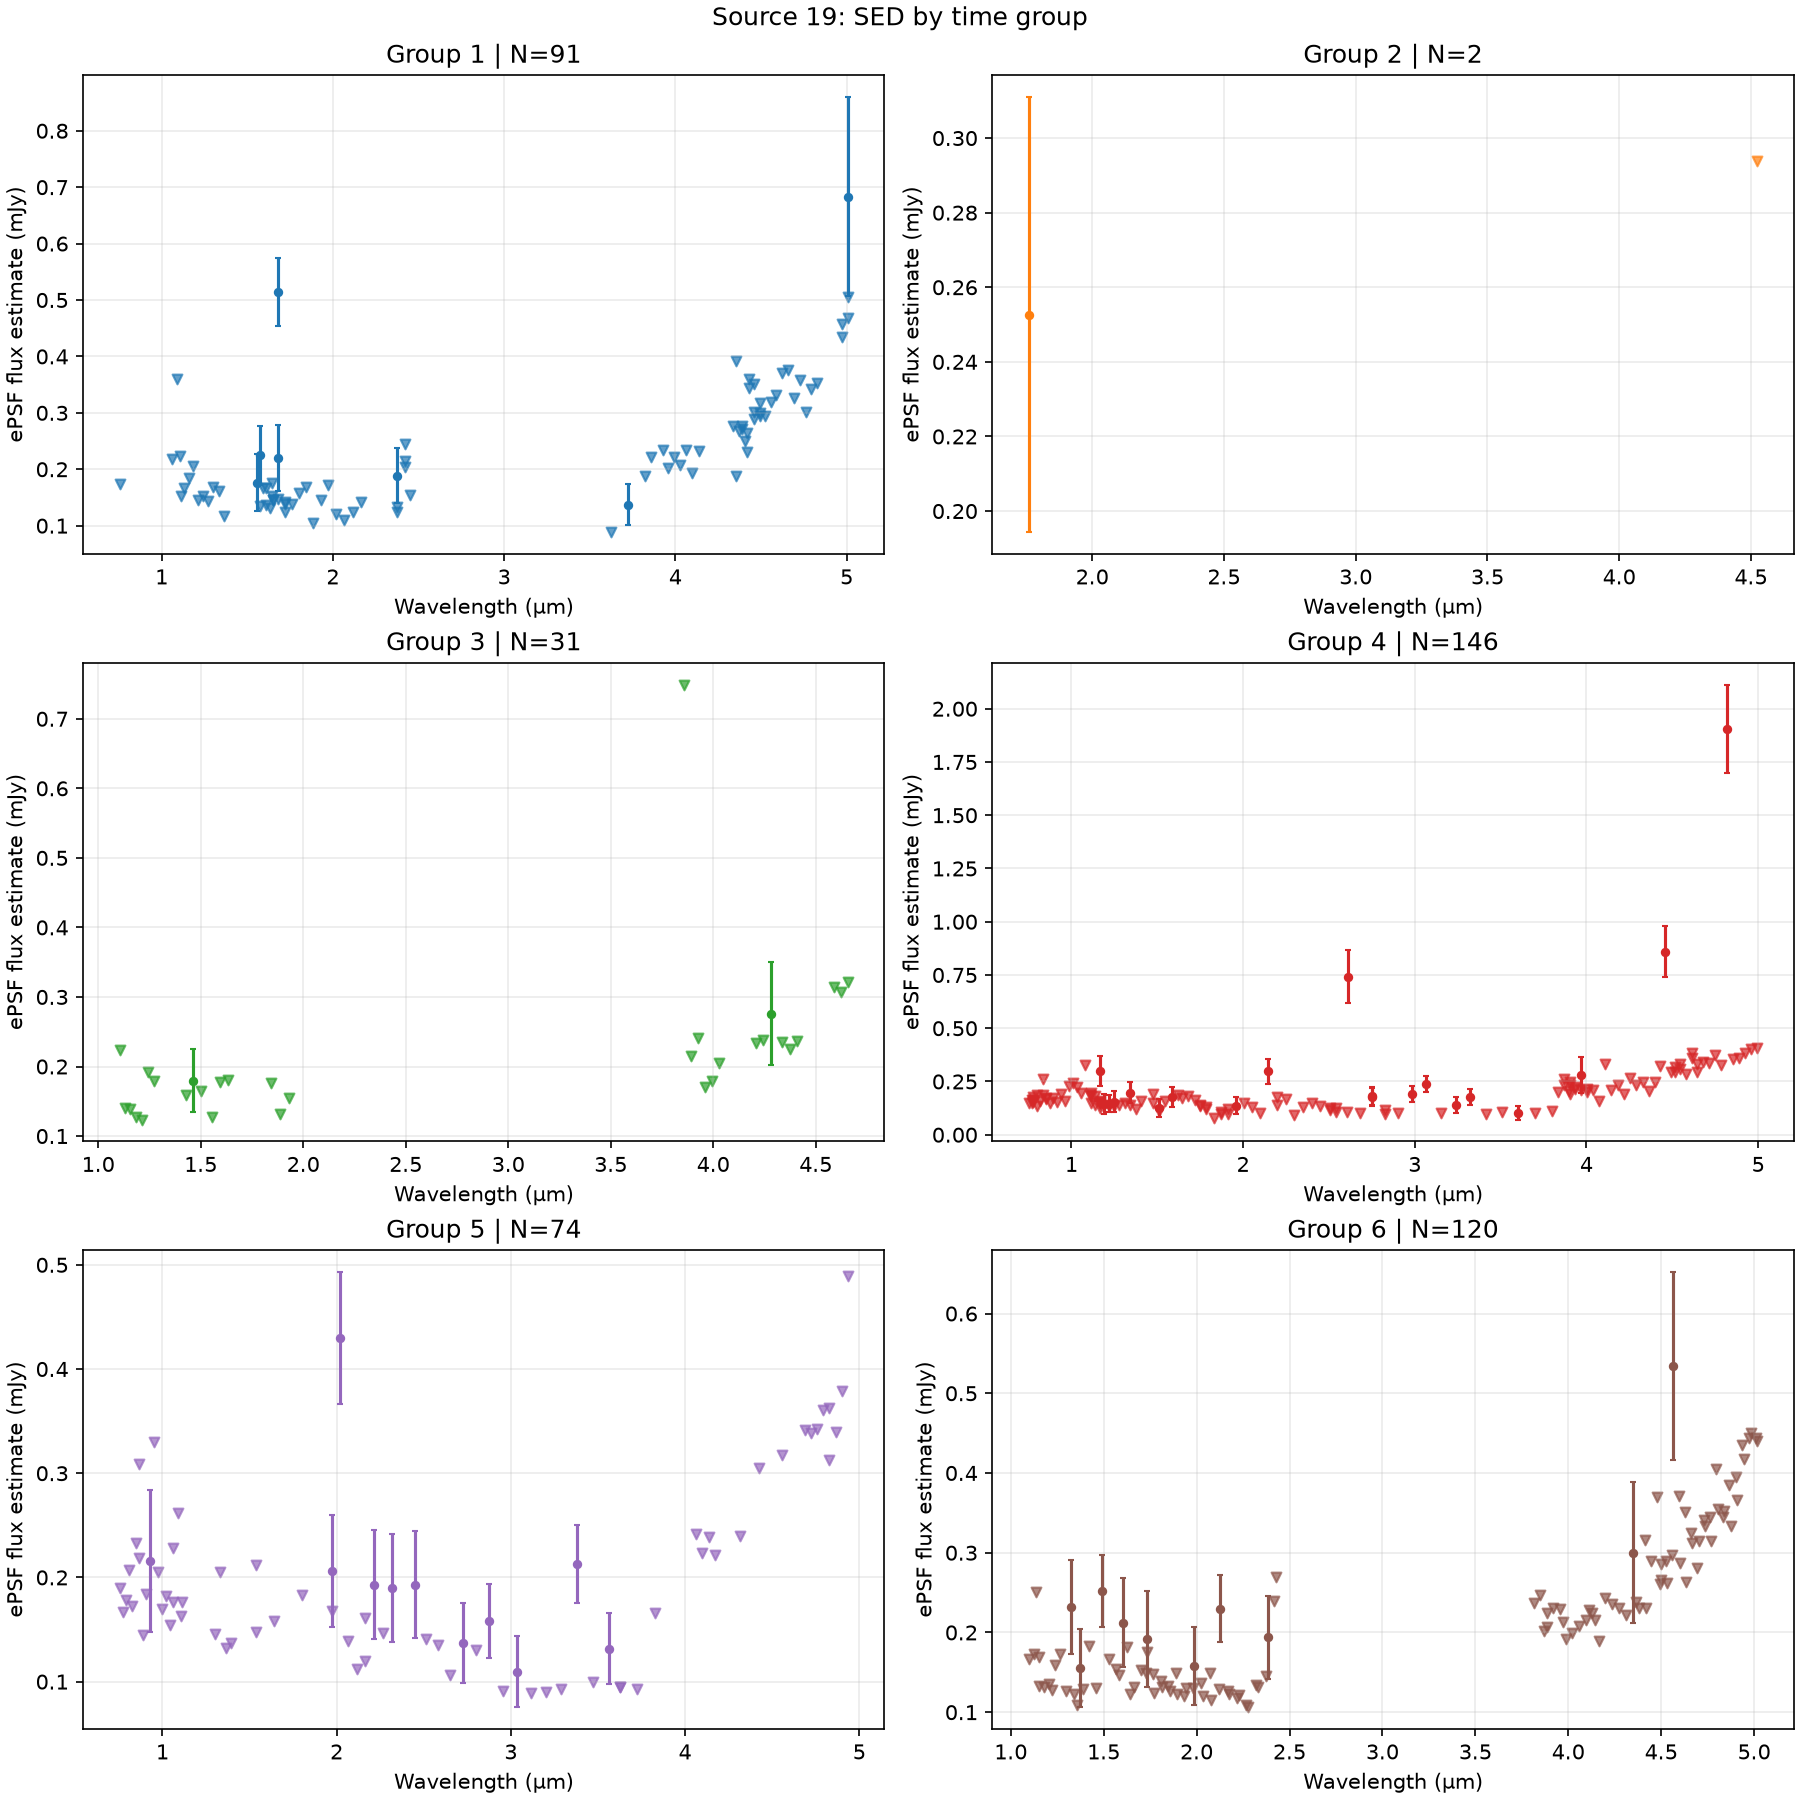 Source 19: SED by time group
Group 1 | N=91
ePSF flux estimate (mJy)
0.8
0.7
0.6
0.5
0.4
0.3
0.2
0.1
1 2 3 4 5
Wavelength (µm)
Group 2 | N=2
ePSF flux estimate (mJy)
0.30
0.28
0.26
0.24
0.22
0.20
2.0 2.5 3.0 3.5 4.0 4.5
Wavelength (µm)
Group 3 | N=31
ePSF flux estimate (mJy)
0.7
0.6
0.5
0.4
0.3
0.2
0.1
1.0 1.5 2.0 2.5 3.0 3.5 4.0 4.5
Wavelength (µm)
Group 4 | N=146
ePSF flux estimate (mJy)
2.00
1.75
1.50
1.25
1.00
0.75
0.50
0.25
0.00
1 2 3 4 5
Wavelength (µm)
Group 5 | N=74
ePSF flux estimate (mJy)
0.5
0.4
0.3
0.2
0.1
1 2 3 4 5
Wavelength (µm)
Group 6 | N=120
ePSF flux estimate (mJy)
0.6
0.5
0.4
0.3
0.2
0.1
1.0 1.5 2.0 2.5 3.0 3.5 4.0 4.5 5.0
Wavelength (µm)